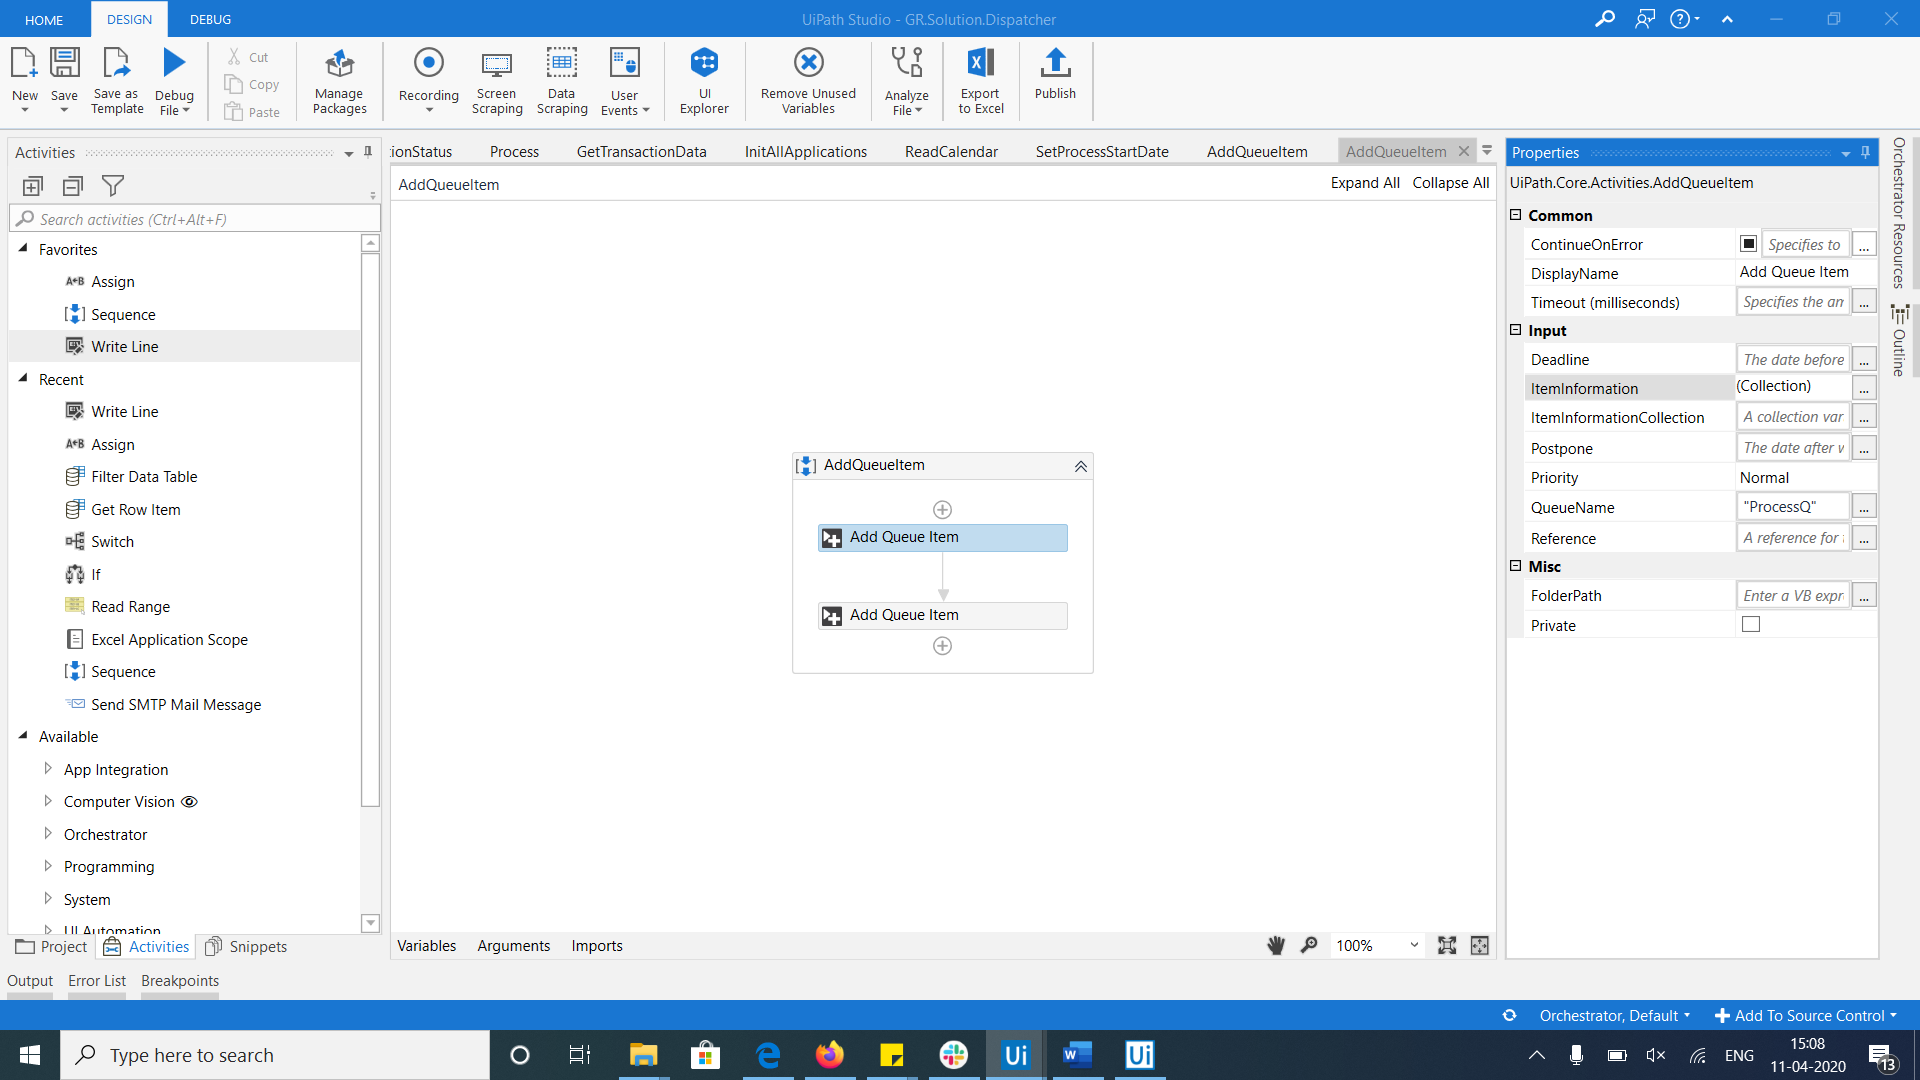 HOME DESIGN DEBUG
UiPath Studio - GR.Solution.Dispatcher
New
Save
Save as Template
Debug File
Cut
Copy
Paste
Manage Packages
Recording
Screen Scraping
Data Scraping
User Events
UI Explorer
Remove Unused Variables
Analyze File
Export to Excel
Publish
Activities
Search activities (Ctrl+Alt+F)
Favorites
Assign
Sequence
Write Line
Recent
Write Line
Assign
Filter Data Table
Get Row Item
Switch
If
Read Range
Excel Application Scope
Sequence
Send SMTP Mail Message
Available
App Integration
Computer Vision
Orchestrator
Programming
System
UI Automation
Project Activities Snippets
Output Error List Breakpoints
tionStatus Process GetTransactionData InitAllApplications ReadCalendar SetProcessStartDate AddQueueItem AddQueueItem
AddQueueItem Expand All Collapse All
AddQueueItem
Add Queue Item
Add Queue Item
Variables Arguments Imports 100%
Properties
UiPath.Core.Activities.AddQueueItem
Common
ContinueOnError Specifies to ...
DisplayName Add Queue Item
Timeout (milliseconds) Specifies the am ...
Input
Deadline The date before ...
ItemInformation (Collection) ...
ItemInformationCollection A collection var ...
Postpone The date after w ...
Priority Normal
QueueName "ProcessQ" ...
Reference A reference for ...
Misc
FolderPath Enter a VB expr ...
Private
Orchestrator Resources
Outline
Orchestrator, Default Add To Source Control
Type here to search
ENG
15:08
11-04-2020
13